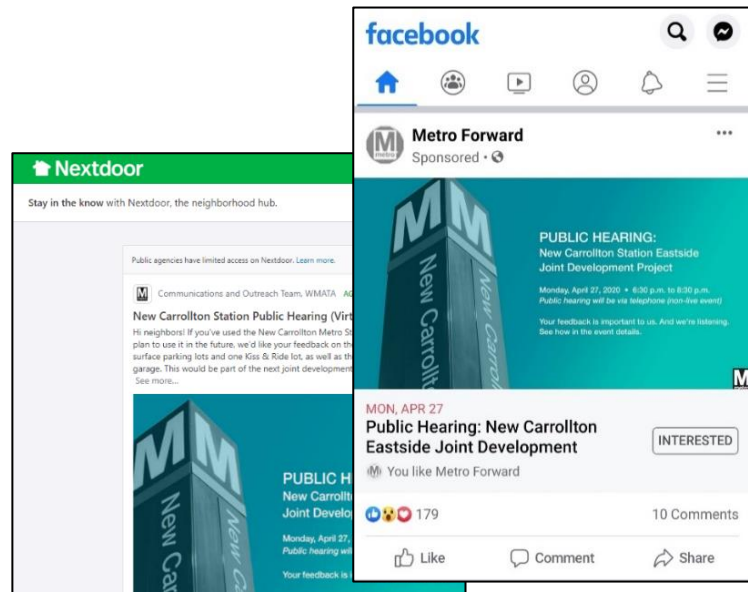 Nextdoor
Stay in the know with Nextdoor, the neighborhood hub.
Public agencies have limited access on Nextdoor. Learn more.
M
Communications and Outreach Team, WMATA
New Carrollton Station Public Hearing (Virt
Hi neighbors! If you've used the New Carrollton Metro St
plan to use it in the future, we'd like your feedback on th
surface parking lots and one Kiss & Ride lot, as well as th
garage. This would be part of the next joint development
See more...
M M
New Car
New C
PUBLIC H
New Carrollt
Joint Develo
Monday, April 27,
Public hearing wil
Your feedback is i
facebook
M
metro
Metro Forward
Sponsored •
M M
New Carrollto
New Carrollto
PUBLIC HEARING:
New Carrollton Station Eastside
Joint Development Project
Monday, April 27, 2020 • 6:30 p.m. to 8:30 p.m.
Public hearing will be via telephone (non-live event)
Your feedback is important to us. And we're listening.
See how in the event details.
M
MON, APR 27
Public Hearing: New Carrollton
Eastside Joint Development
INTERESTED
M You like Metro Forward
179
10 Comments
Like
Comment
Share